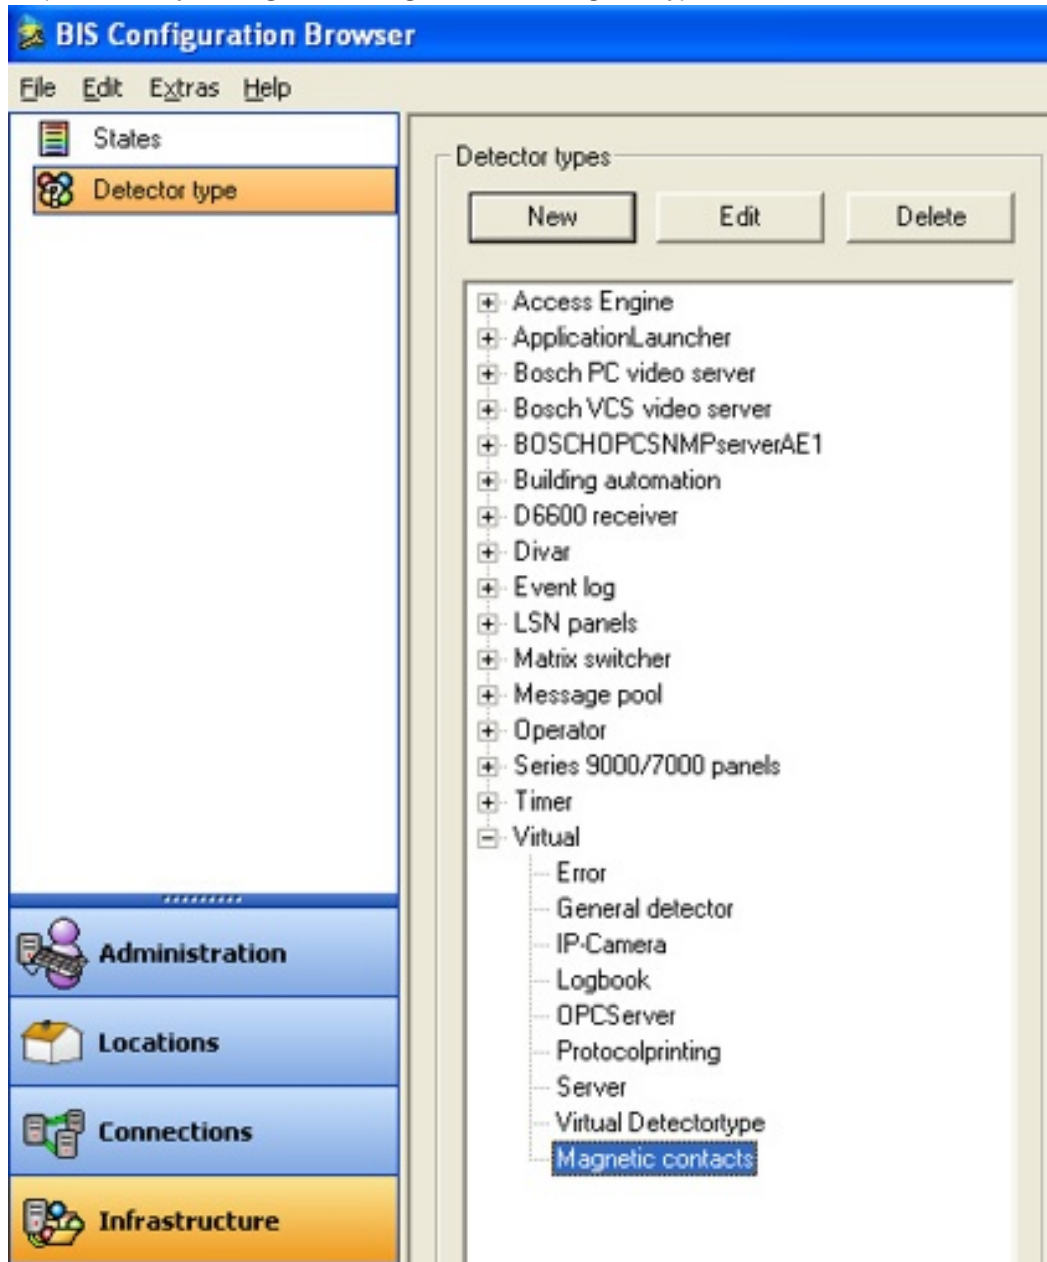 BIS Configuration Browser
File Edit Extras Help
States
Detector type
Detector types
New Edit Delete
Access Engine
ApplicationLauncher
Bosch PC video server
Bosch VCS video server
BOSCHOPCSNMPserverAE1
Building automation
D6600 receiver
Divar
Event log
LSN panels
Matrix switcher
Message pool
Operator
Series 9000/7000 panels
Timer
Virtual
Error
General detector
IP-Camera
Logbook
OPCServer
Protocolprinting
Server
Virtual Detectortype
Magnetic contacts
Administration
Locations
Connections
Infrastructure